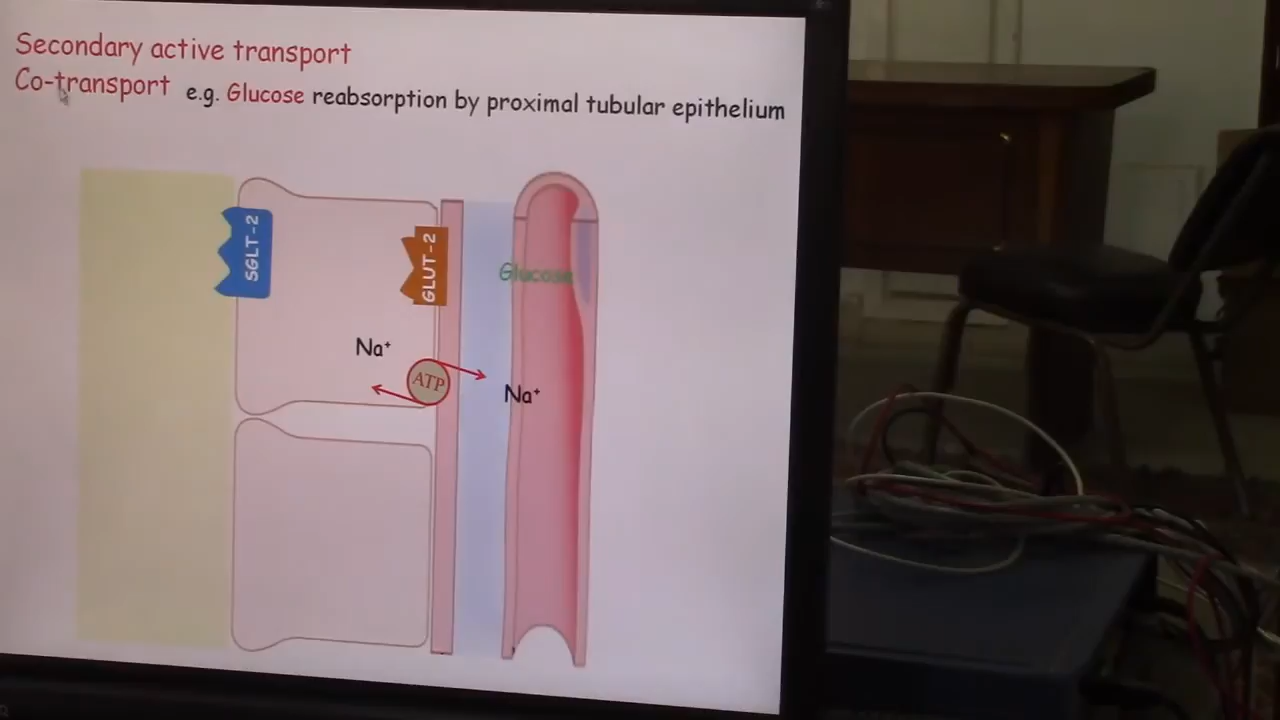 Secondary active transport
Co-transport e.g. Glucose reabsorption by proximal tubular epithelium
SGLT-2
GLUT-2
Glucose
Na⁺
ATP
Na⁺